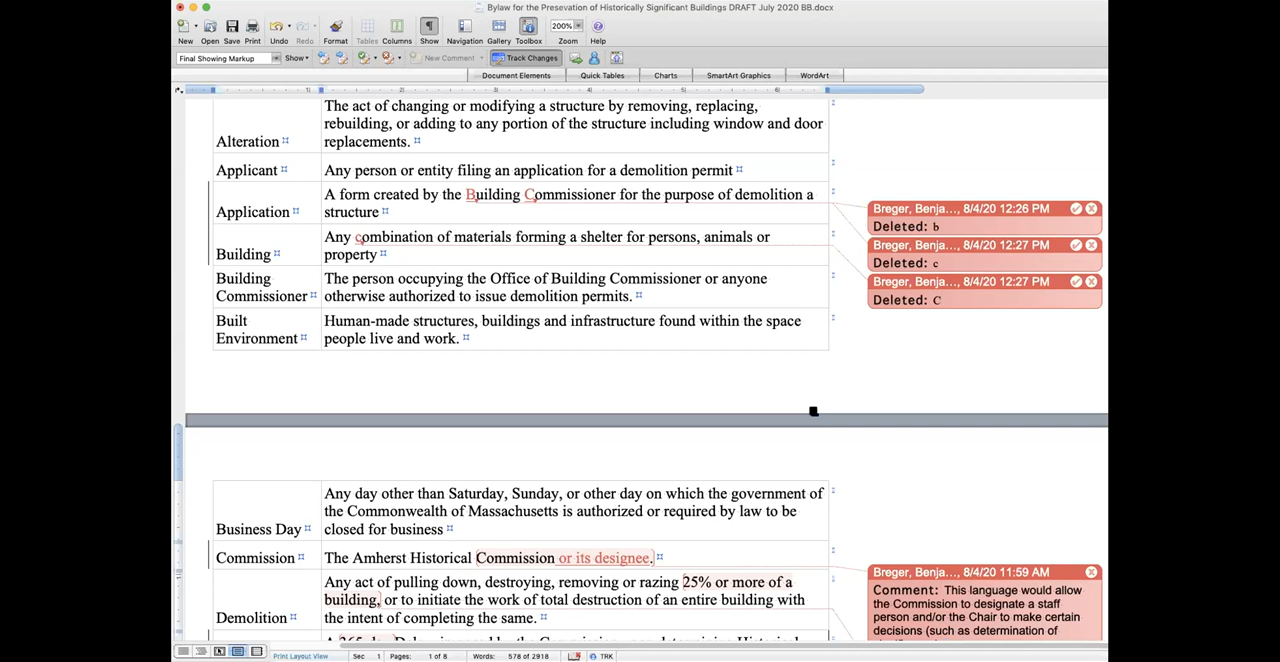 Bylaw for the Presevation of Historically Significant Buildings DRAFT July 2020 BB.docx
200%
New Open Save Print Undo Redo Format Tables Columns Show Navigation Gallery Toolbox Zoom Help
Final Showing Markup Show New Comment Track Changes
Document Elements Quick Tables Charts SmartArt Graphics WordArt
The act of changing or modifying a structure by removing, replacing,
rebuilding, or adding to any portion of the structure including window and door
Alteration replacements.
Applicant Any person or entity filing an application for a demolition permit
A form created by the Building Commissioner for the purpose of demolition a
Application structure
Any combination of materials forming a shelter for persons, animals or
Building property
Building The person occupying the Office of Building Commissioner or anyone
Commissioner otherwise authorized to issue demolition permits.
Built Human-made structures, buildings and infrastructure found within the space
Environment people live and work.
Breger, Benja..., 8/4/20 12:26 PM
Deleted: b
Breger, Benja..., 8/4/20 12:27 PM
Deleted: c
Breger, Benja..., 8/4/20 12:27 PM
Deleted: C
Any day other than Saturday, Sunday, or other day on which the government of
the Commonwealth of Massachusetts is authorized or required by law to be
Business Day closed for business
Commission The Amherst Historical Commission or its designee.
Any act of pulling down, destroying, removing or razing 25% or more of a
building, or to initiate the work of total destruction of an entire building with
Demolition the intent of completing the same.
Breger, Benja..., 8/4/20 11:59 AM
Comment: This language would allow
the Commission to designate a staff
person and/or the Chair to make certain
decisions (such as determination of
Print Layout View Sec 1 Pages: 1 of 8 Words: 578 of 2918 TRK